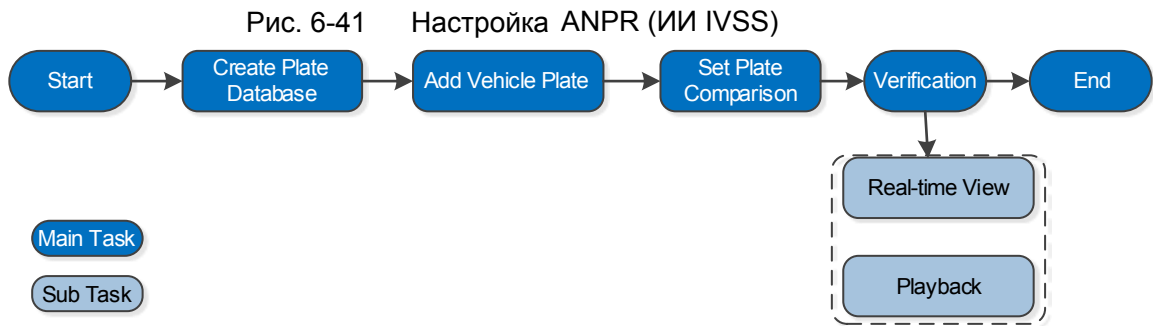 Рис. 6-41 Настройка ANPR (ИИ IVSS)
Start
Create Plate
Database
Add Vehicle Plate
Set Plate
Comparison
Verification
End
Real-time View
Playback
Main Task
Sub Task